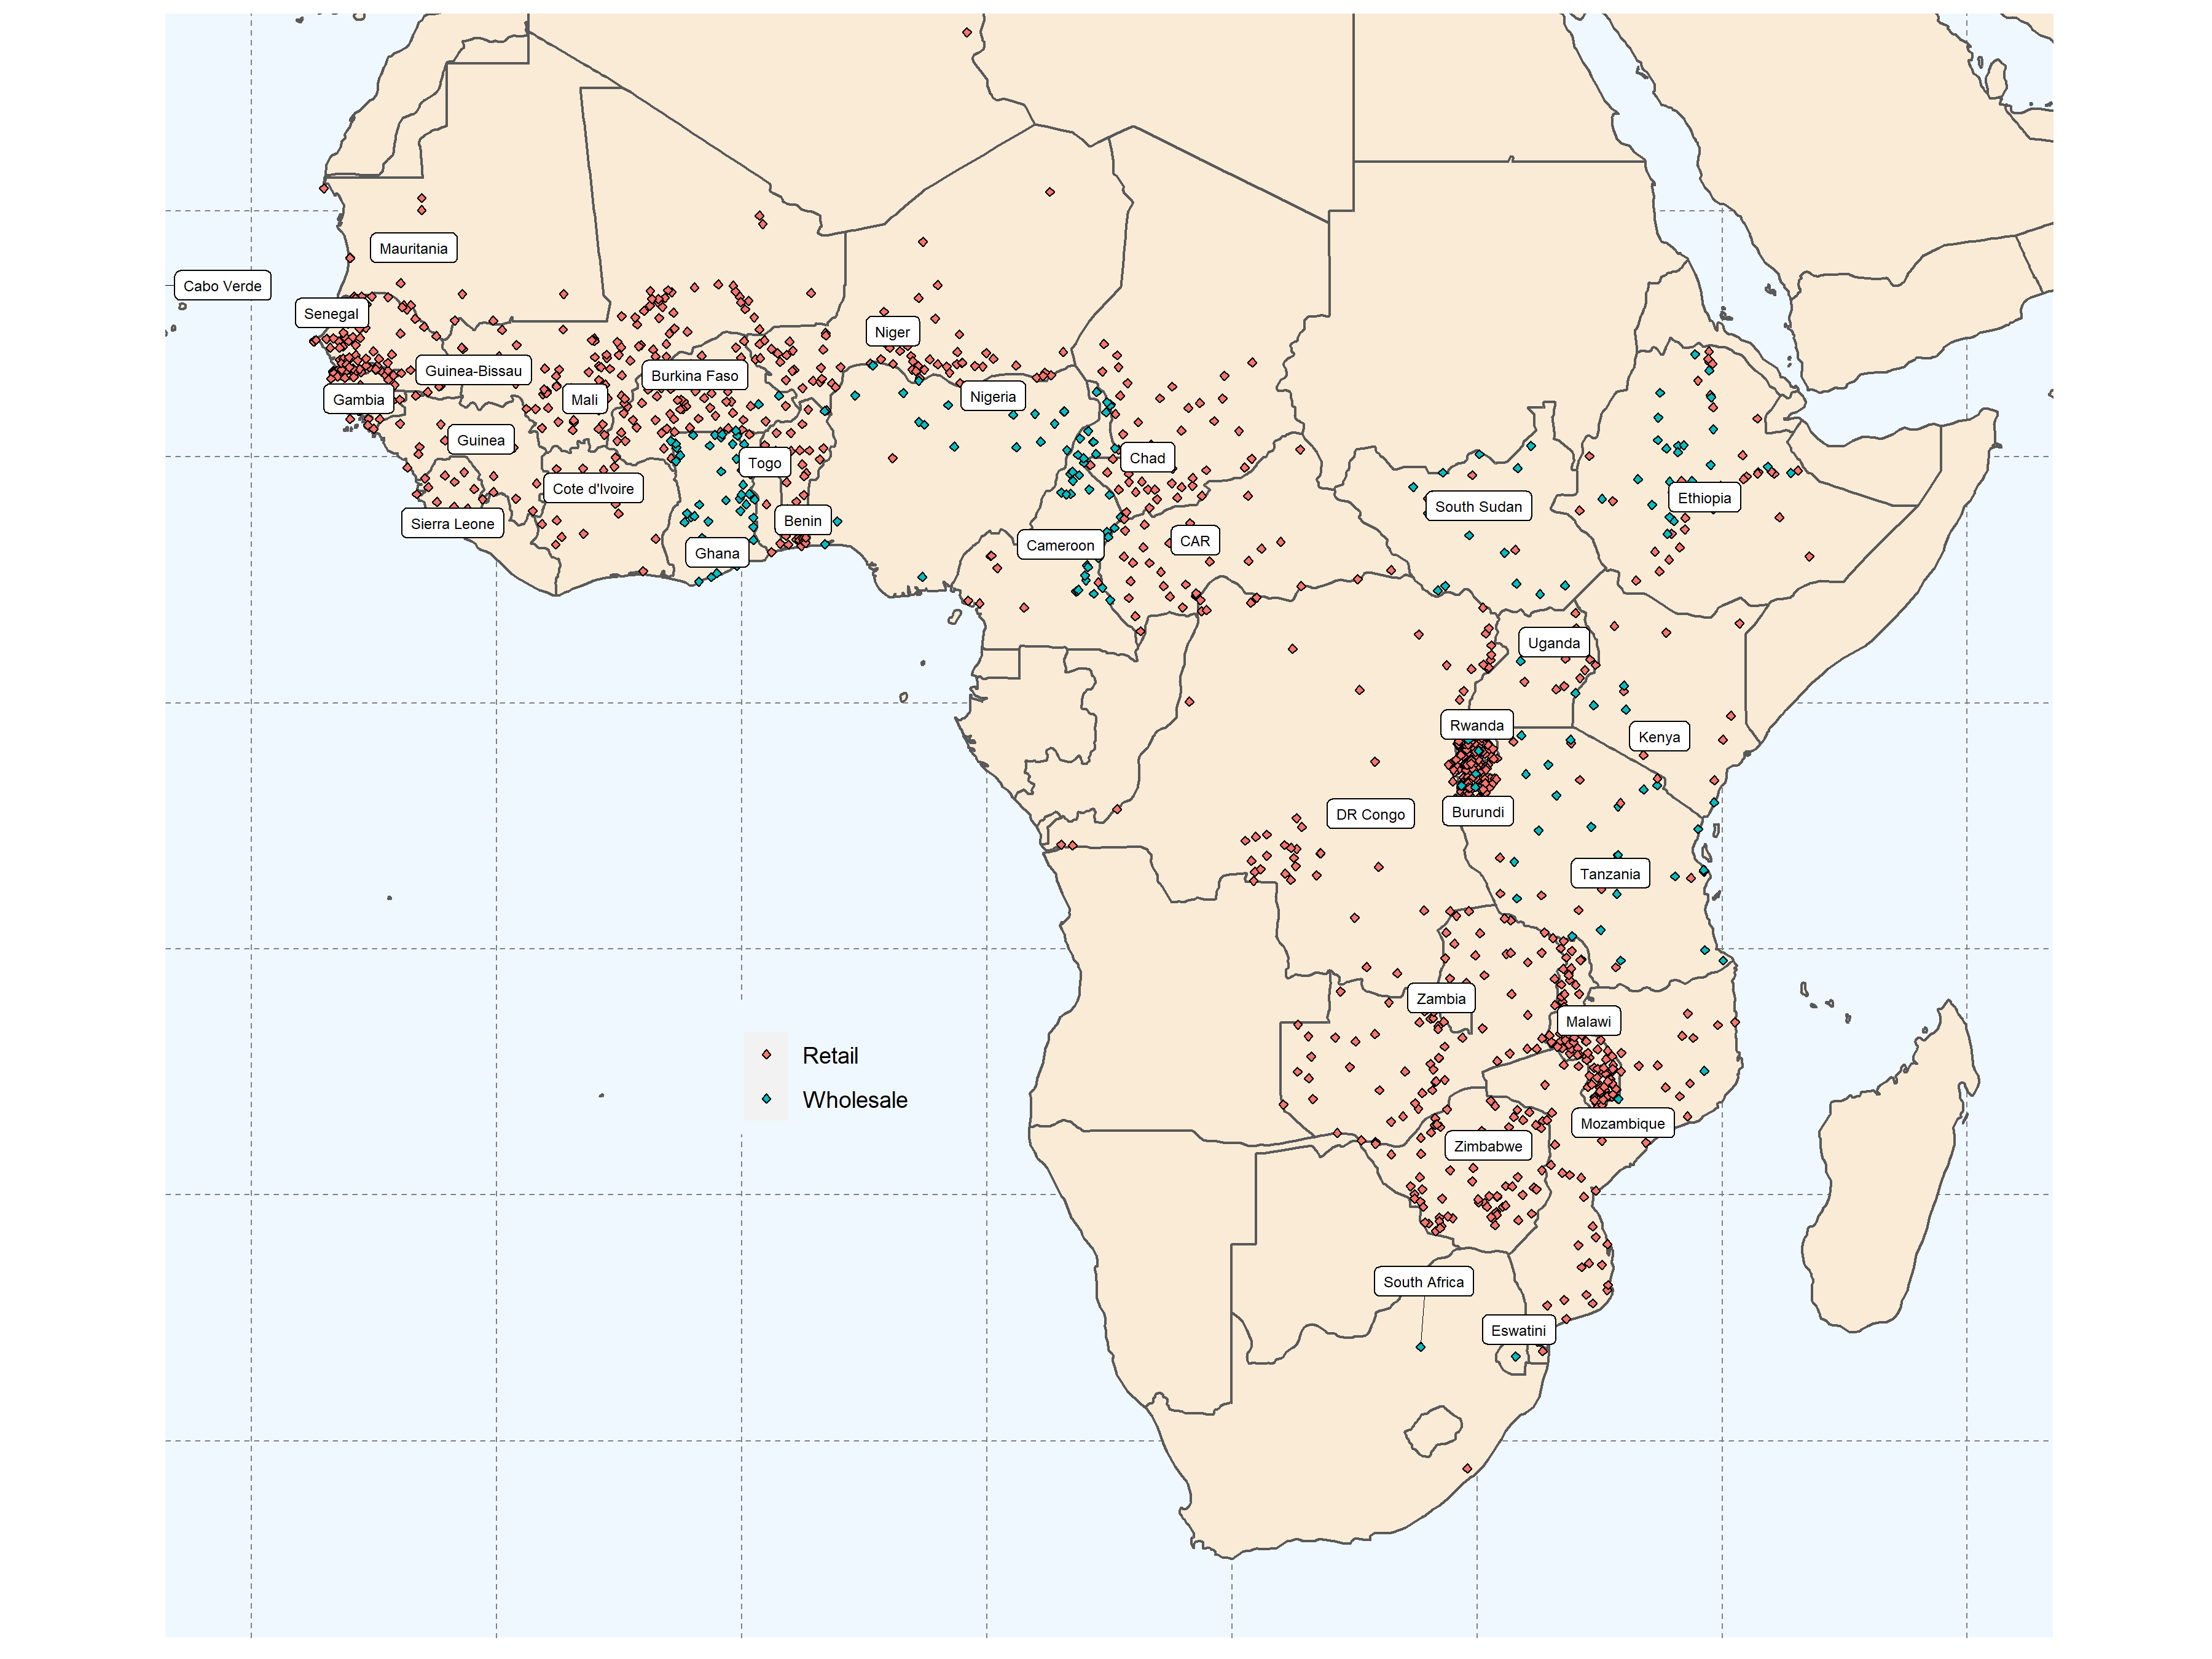 Mauritania
Cabo Verde
Senegal
Niger
Guinea-Bissau
Burkina Faso
Gambia
Mali
Nigeria
Guinea
Togo
Chad
Cote d'Ivoire
Ethiopia
South Sudan
Sierra Leone
Benin
Ghana
Cameroon
CAR
Uganda
Rwanda
Kenya
DR Congo
Burundi
Tanzania
Zambia
Malawi
Retail
Wholesale
Mozambique
Zimbabwe
South Africa
Eswatini